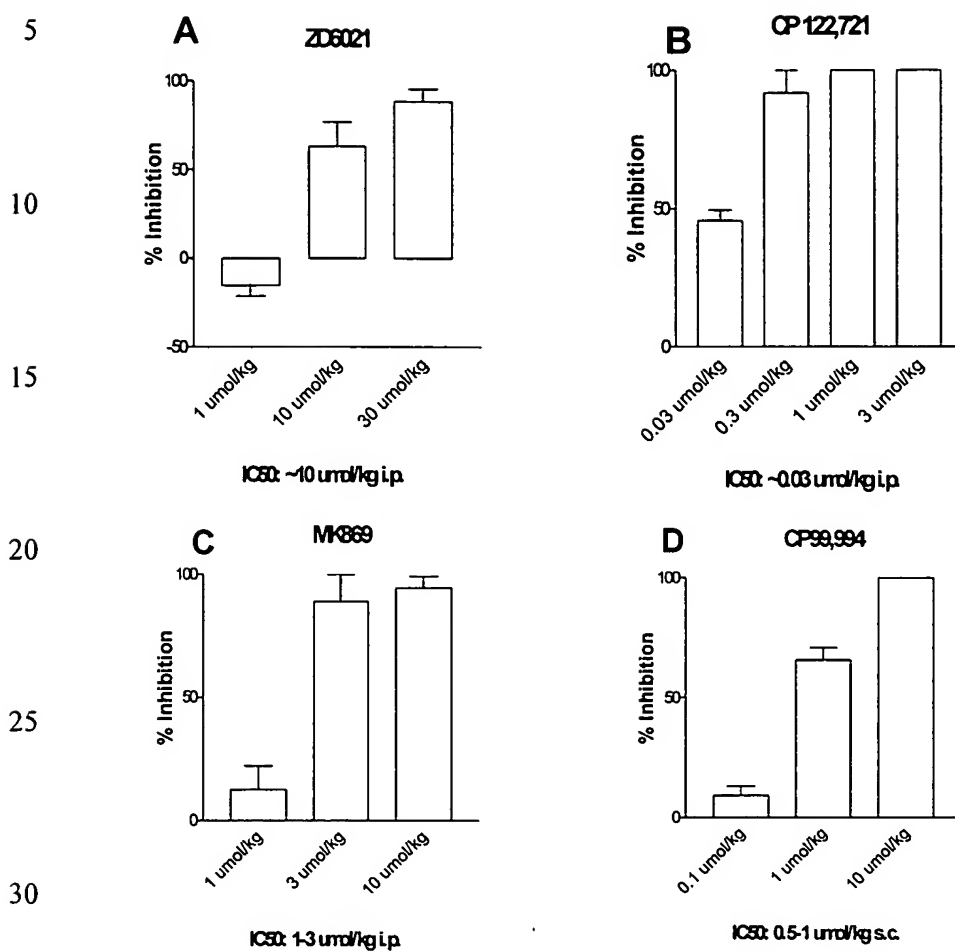 5
A
ZD6021
100
50
0
-50
% Inhibition
1 umol/kg
10 umol/kg
30 umol/kg
IC50: ~10 umol/kg i.p.
B
CP122,721
100
50
0
% Inhibition
0.03 umol/kg
0.3 umol/kg
1 umol/kg
3 umol/kg
IC50: ~0.03 umol/kg i.p.
10
15
20
C
MK869
100
50
0
% Inhibition
1 umol/kg
3 umol/kg
10 umol/kg
IC50: 1-3 umol/kg i.p.
D
CP99,994
100
50
0
% Inhibition
0.1 umol/kg
1 umol/kg
10 umol/kg
IC50: 0.5-1 umol/kg s.c.
25
30